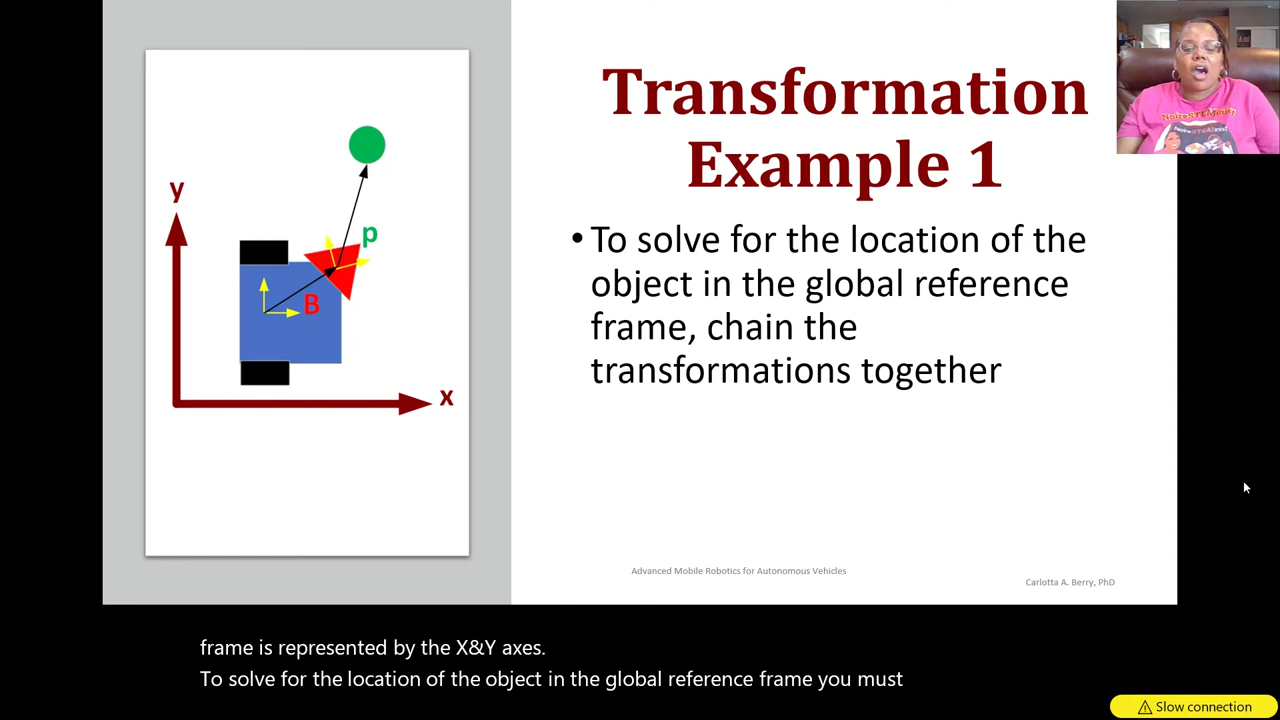 Transformation
Example 1
• To solve for the location of the
object in the global reference
frame, chain the
transformations together
y
p
B
x
Advanced Mobile Robotics for Autonomous Vehicles
Carlotta A. Berry, PhD
frame is represented by the X&Y axes.
To solve for the location of the object in the global reference frame you must
⚠ Slow connection